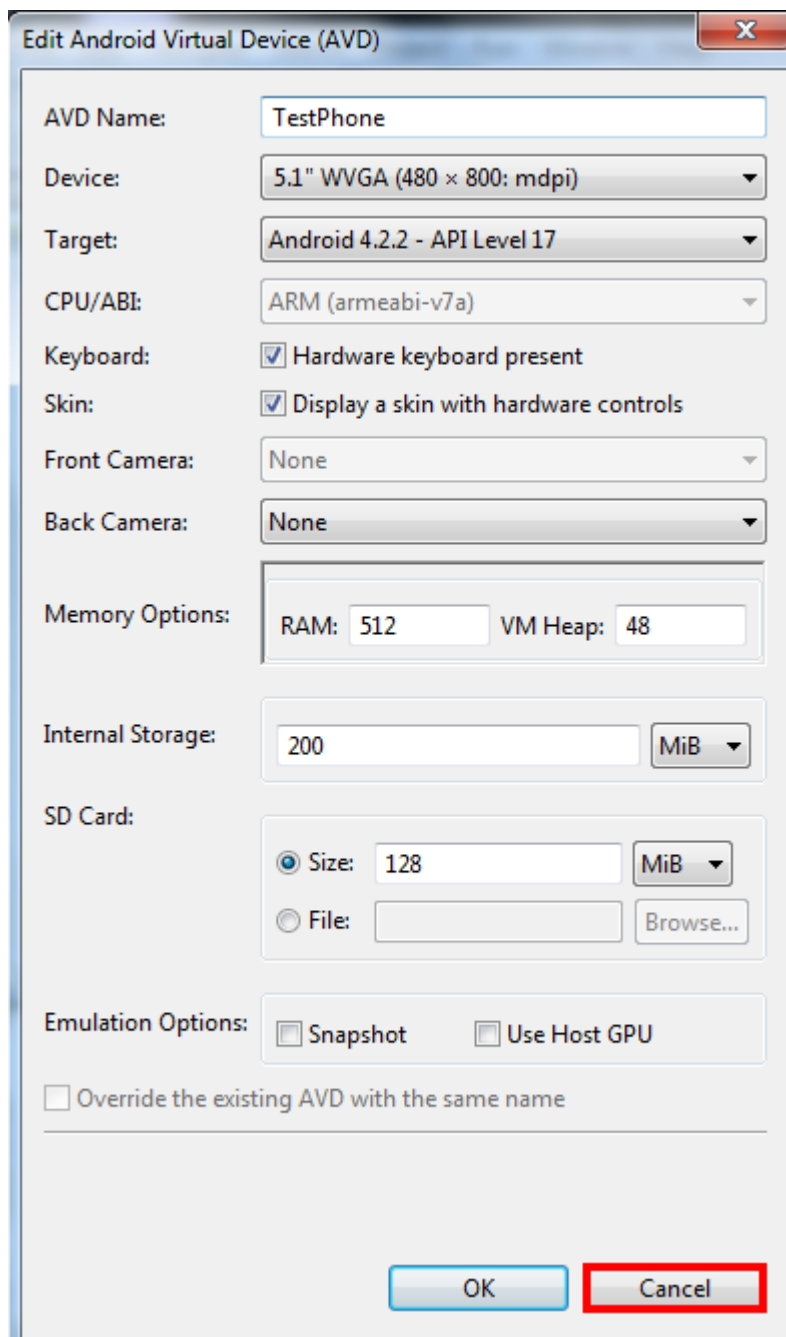 Edit Android Virtual Device (AVD)
AVD Name: TestPhone
Device: 5.1" WVGA (480 × 800: mdpi)
Target: Android 4.2.2 - API Level 17
CPU/ABI: ARM (armeabi-v7a)
Keyboard: Hardware keyboard present
Skin: Display a skin with hardware controls
Front Camera: None
Back Camera: None
Memory Options: RAM: 512 VM Heap: 48
Internal Storage: 200 MiB
SD Card:
Size: 128 MiB
File: Browse...
Emulation Options: Snapshot Use Host GPU
Override the existing AVD with the same name
OK Cancel